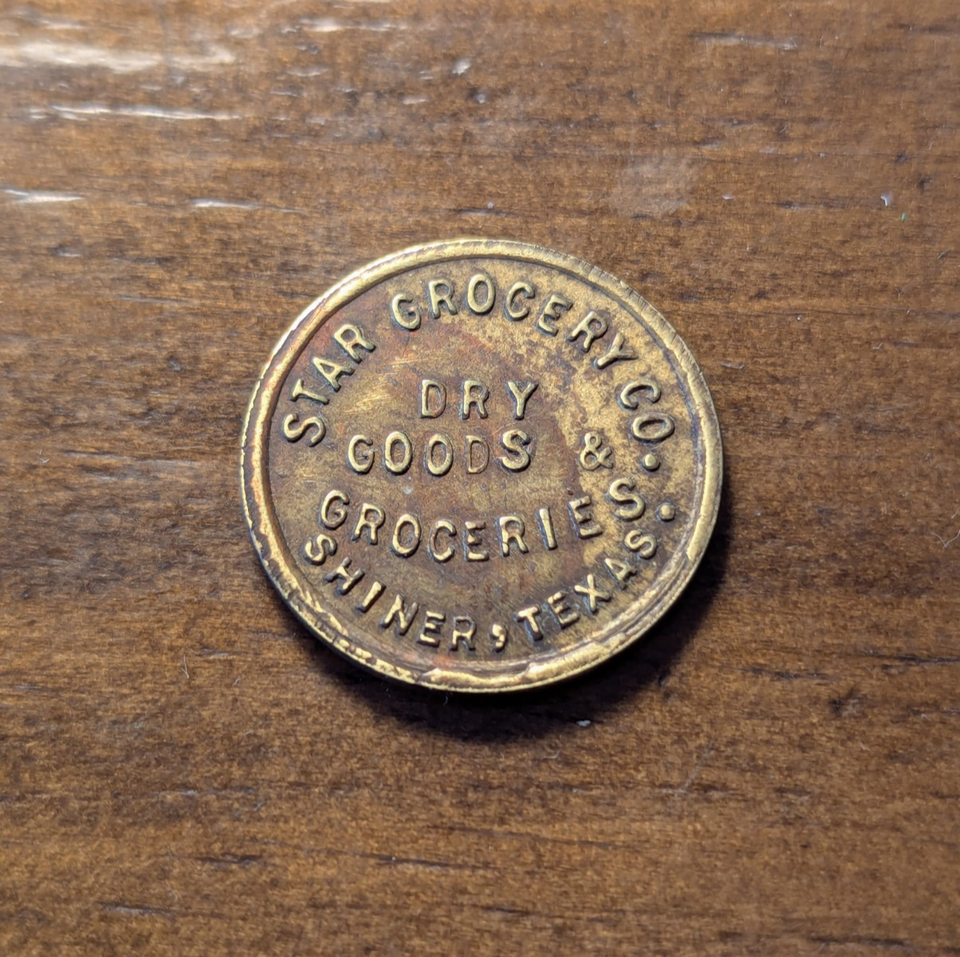 STAR GROCERY CO.
DRY
GOODS &
GROCERIES.
SHINER, TEXAS